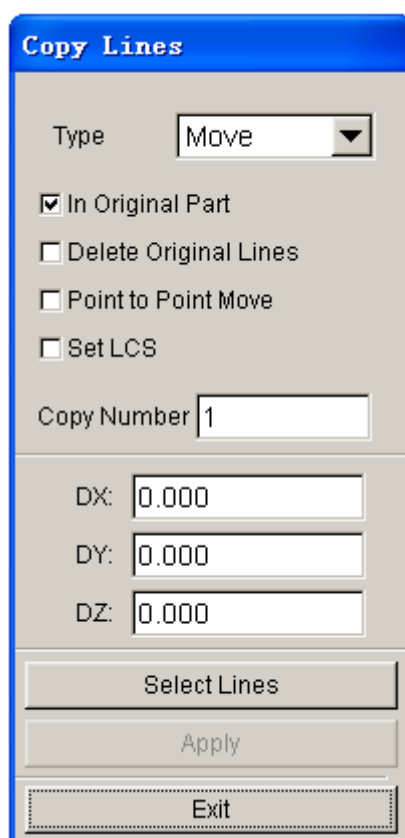 Copy Lines
Type Move
In Original Part
Delete Original Lines
Point to Point Move
Set LCS
Copy Number 1
DX: 0.000
DY: 0.000
DZ: 0.000
Select Lines
Apply
Exit